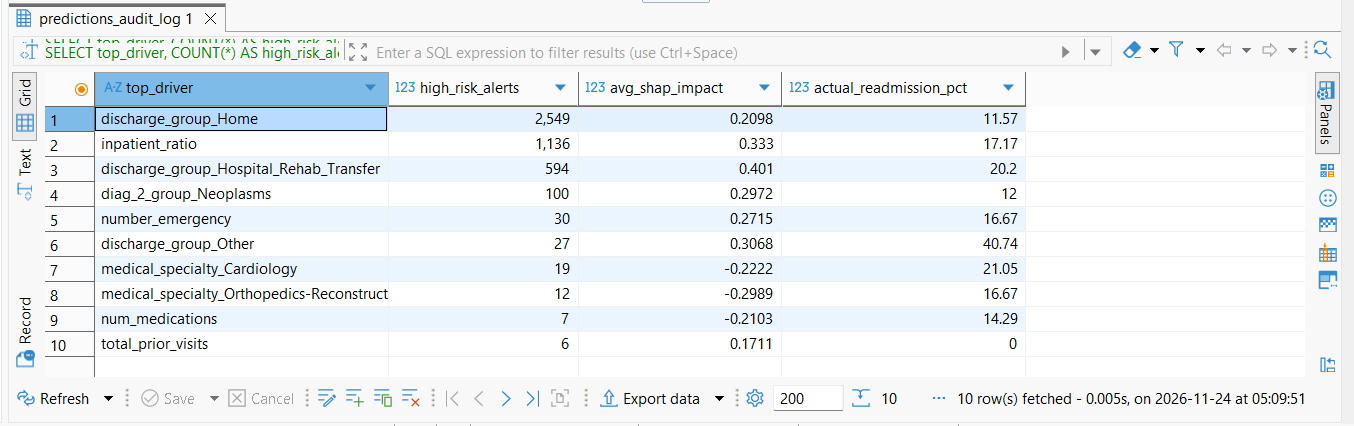 predictions_audit_log 1
SELECT top_driver, COUNT(*) AS high_risk_ale
Enter a SQL expression to filter results (use Ctrl+Space)
Grid
Text
Record
Panels
A-Z top_driver 123 high_risk_alerts 123 avg_shap_impact 123 actual_readmission_pct
1 discharge_group_Home 2,549 0.2098 11.57
2 inpatient_ratio 1,136 0.333 17.17
3 discharge_group_Hospital_Rehab_Transfer 594 0.401 20.2
4 diag_2_group_Neoplasms 100 0.2972 12
5 number_emergency 30 0.2715 16.67
6 discharge_group_Other 27 0.3068 40.74
7 medical_specialty_Cardiology 19 -0.2222 21.05
8 medical_specialty_Orthopedics-Reconstruct 12 -0.2989 16.67
9 num_medications 7 -0.2103 14.29
10 total_prior_visits 6 0.1711 0
Refresh Save Cancel Export data 200 10 ··· 10 row(s) fetched - 0.005s, on 2026-11-24 at 05:09:51